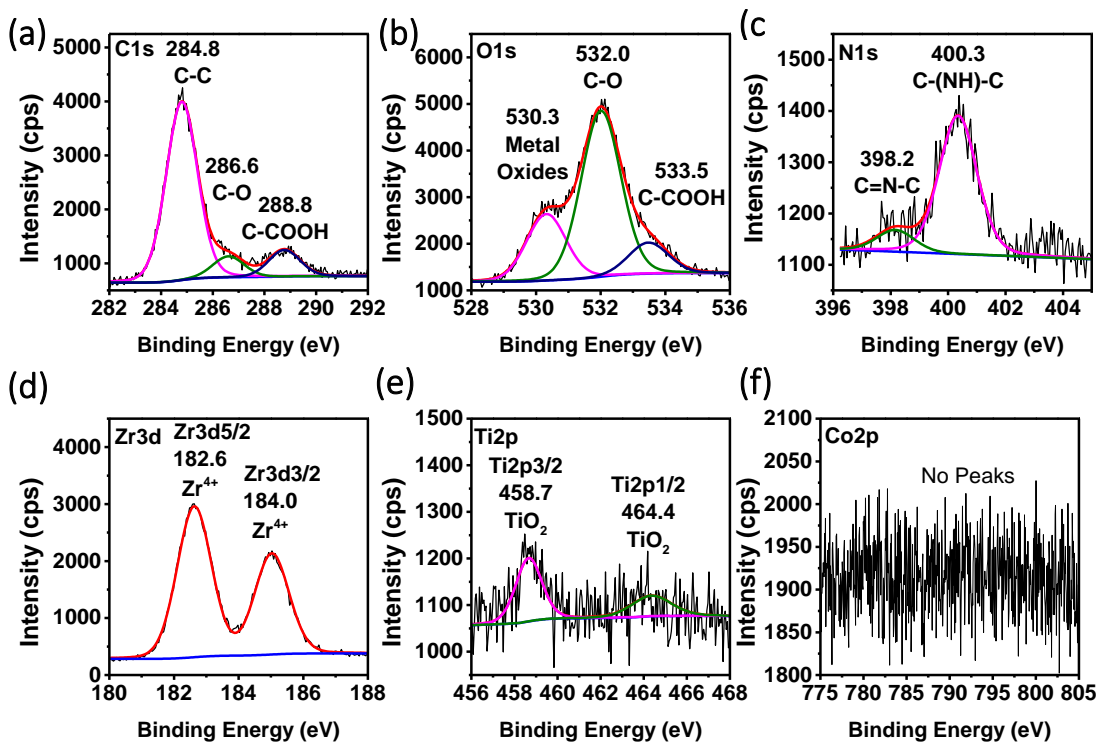 (a)
C1s
284.8
C-C
286.6
C-O
288.8
C-COOH
5000
4000
3000
2000
1000
282 284 286 288 290 292
Intensity (cps)
Binding Energy (eV)
(b)
O1s
532.0
C-O
530.3
Metal
Oxides
533.5
C-COOH
6000
5000
4000
3000
2000
1000
528 530 532 534 536
Intensity (cps)
Binding Energy (eV)
(c)
N1s
400.3
C-(NH)-C
398.2
C=N-C
1500
1400
1300
1200
1100
396 398 400 402 404
Intensity (cps)
Binding Energy (eV)
(d)
Zr3d
Zr3d5/2
182.6
Zr4+
Zr3d3/2
184.0
Zr4+
4000
3000
2000
1000
0
180 182 184 186 188
Intensity (cps)
Binding Energy (eV)
(e)
Ti2p
Ti2p3/2
458.7
TiO2
Ti2p1/2
464.4
TiO2
1500
1400
1300
1200
1100
1000
456 458 460 462 464 466 468
Intensity (cps)
Binding Energy (eV)
(f)
Co2p
No Peaks
2100
2050
2000
1950
1900
1850
1800
775 780 785 790 795 800 805
Intensity (cps)
Binding Energy (eV)